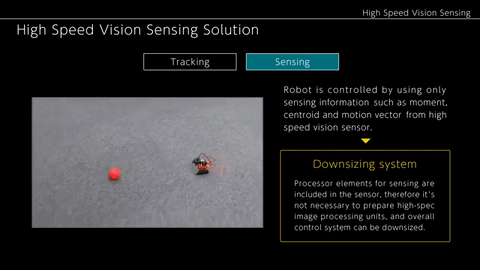 High Speed Vision Sensing
High Speed Vision Sensing Solution
Tracking
Sensing
Robot is controlled by using only
sensing information such as moment,
centroid and motion vector from high
speed vision sensor.
Downsizing system
Processor elements for sensing are
included in the sensor, therefore it's
not necessary to prepare high-spec
image processing units, and overall
control system can be downsized.